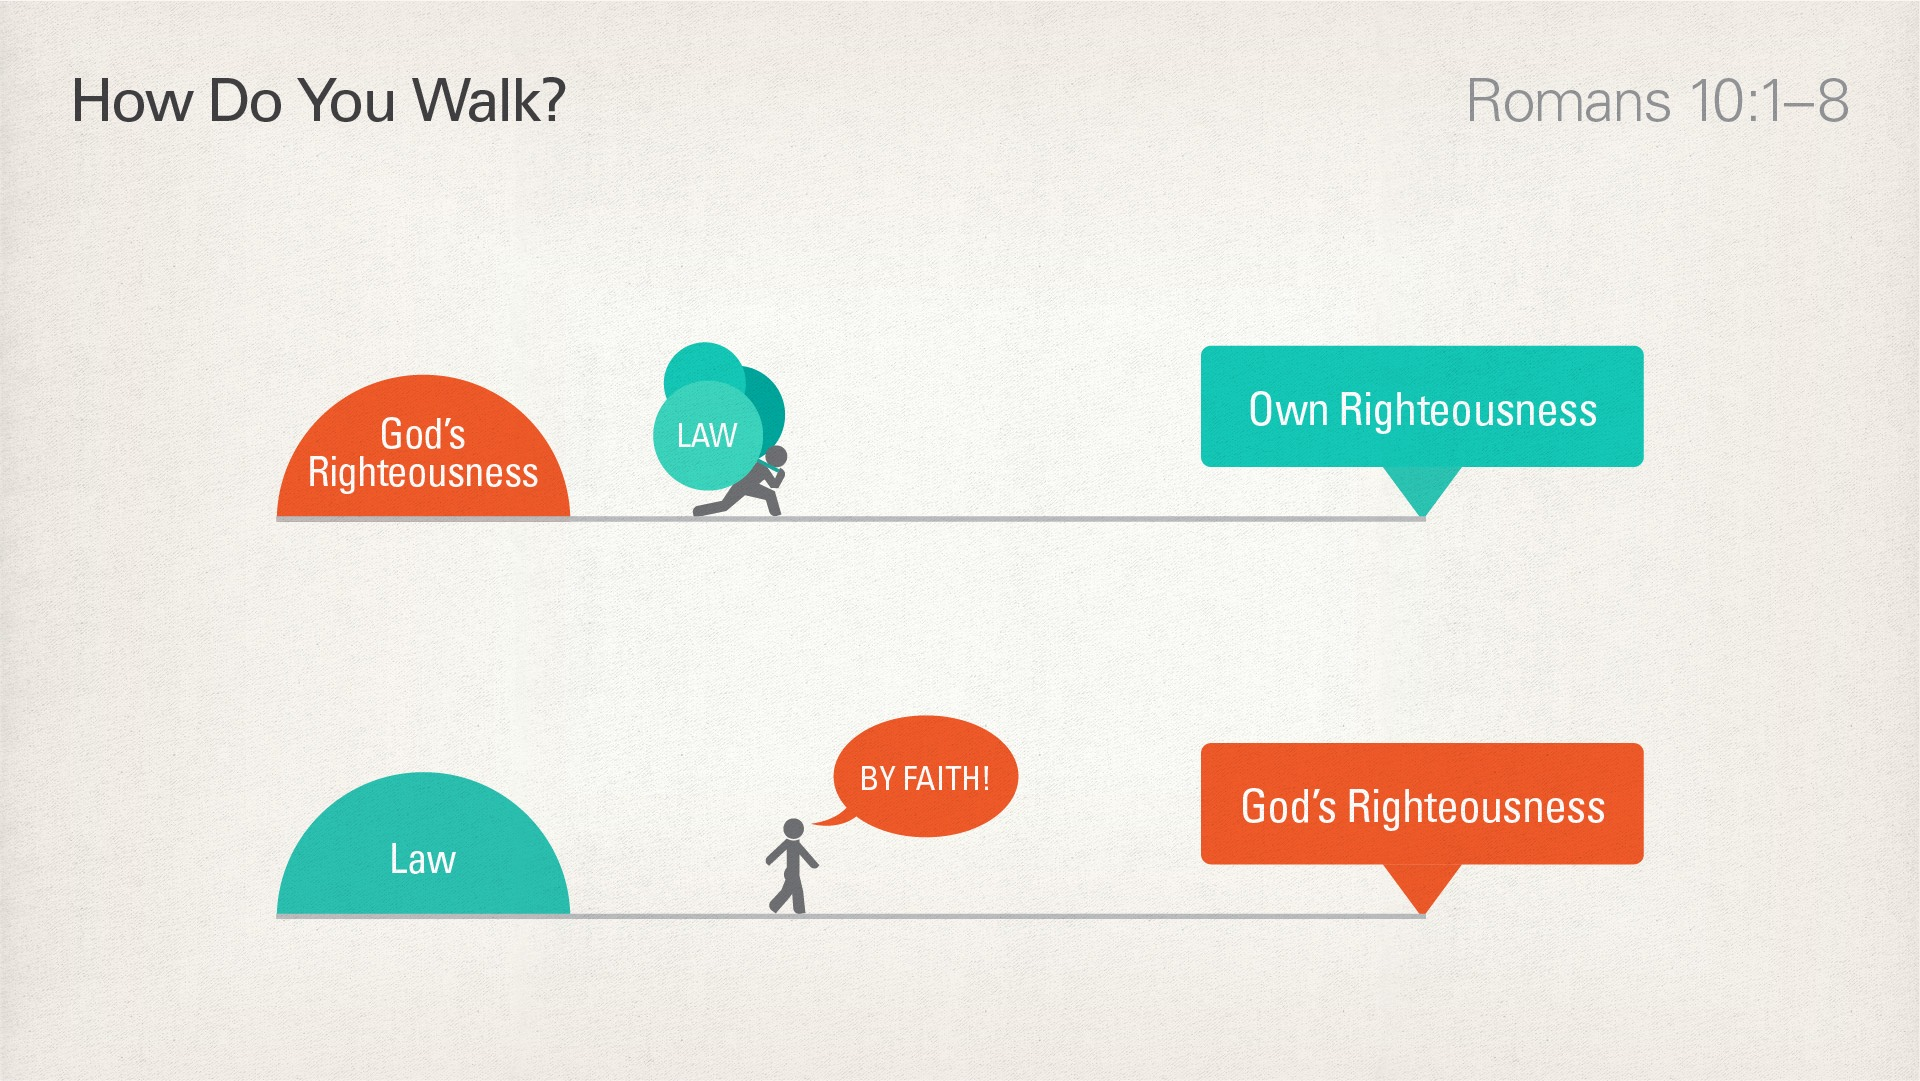 How Do You Walk?
Romans 10:1–8
God’s
Righteousness
LAW
Own Righteousness
Law
BY FAITH!
God’s Righteousness